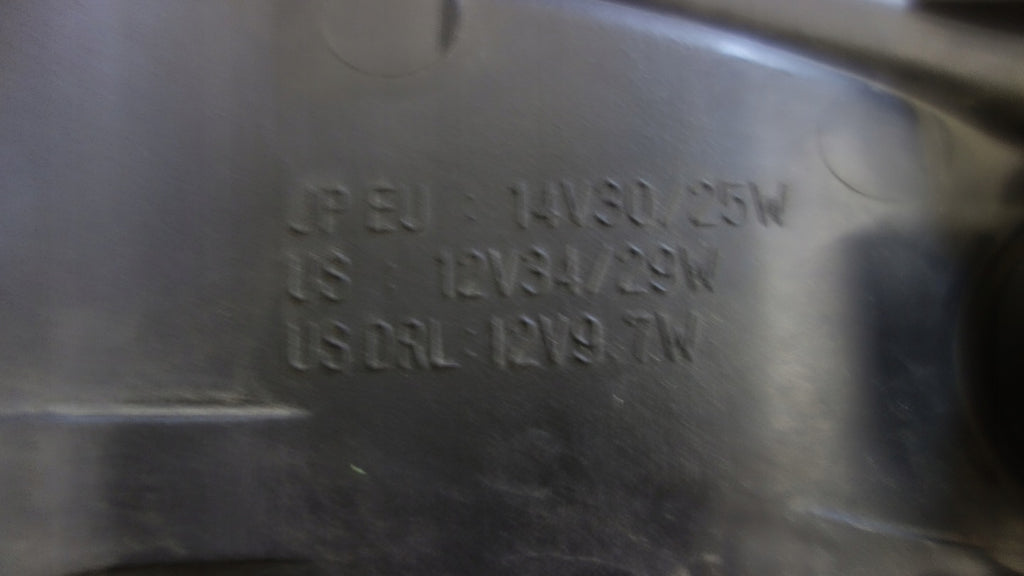 JP EU : 14V30/25W
US : 12V34/29W
US DRL : 12V9.7W